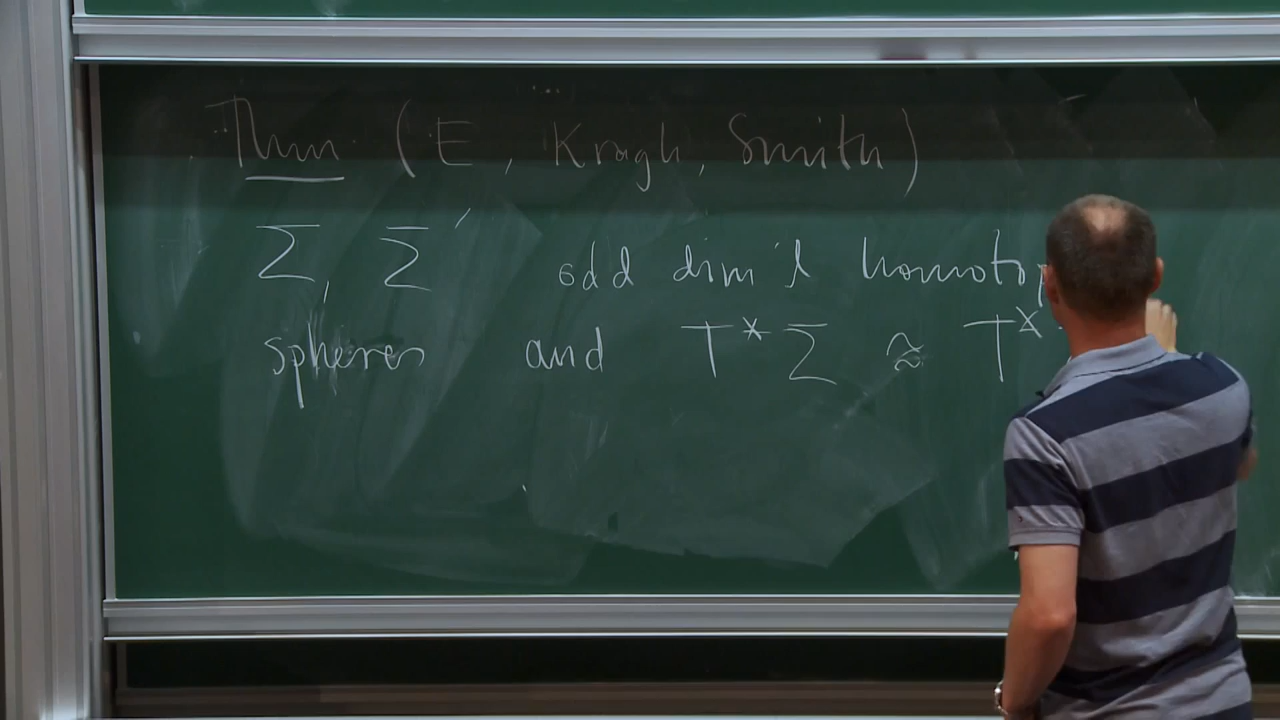 Thm (E, Kragh, Smith)
Σ, Σ' odd dim'l homotop
spheres and T*Σ ≈ T*